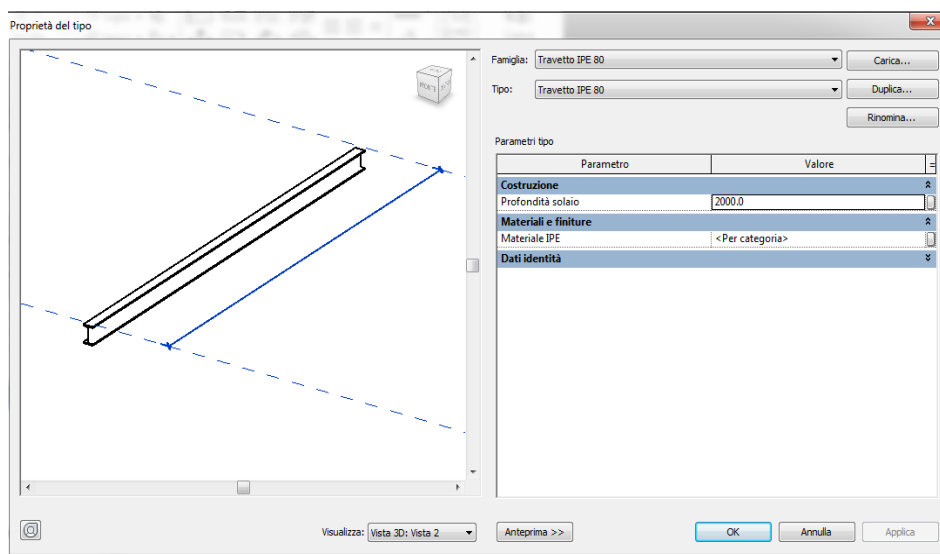 Proprietà del tipo
Famiglia: Travetto IPE 80 Carica...
Tipo: Travetto IPE 80 Duplica...
Rinomina...
Parametri tipo
Parametro Valore =
Costruzione
Profondità solaio 2000.0
Materiali e finiture
Materiale IPE <Per categoria>
Dati identità
Visualizza: Vista 3D: Vista 2 Anteprima >> OK Annulla Applica